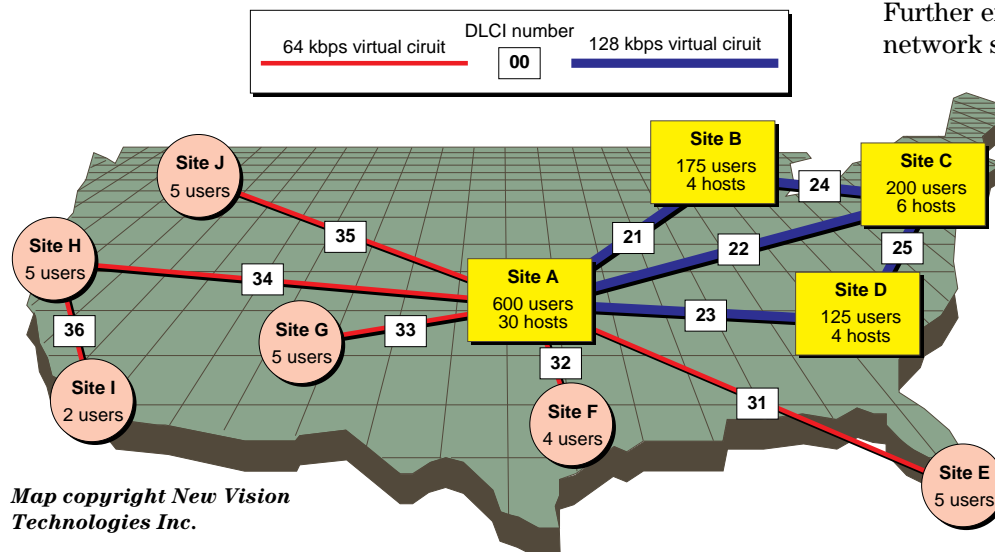 Further e
network s
DLCI number
64 kbps virtual ciruit
00
128 kbps virtual ciruit
Site J
5 users
Site B
175 users
4 hosts
24
Site C
200 users
6 hosts
35
21
22
25
Site H
5 users
34
Site A
600 users
30 hosts
23
Site D
125 users
4 hosts
36
Site G
5 users
33
32
Site I
2 users
Site F
4 users
31
Site E
5 users
Map copyright New Vision
Technologies Inc.